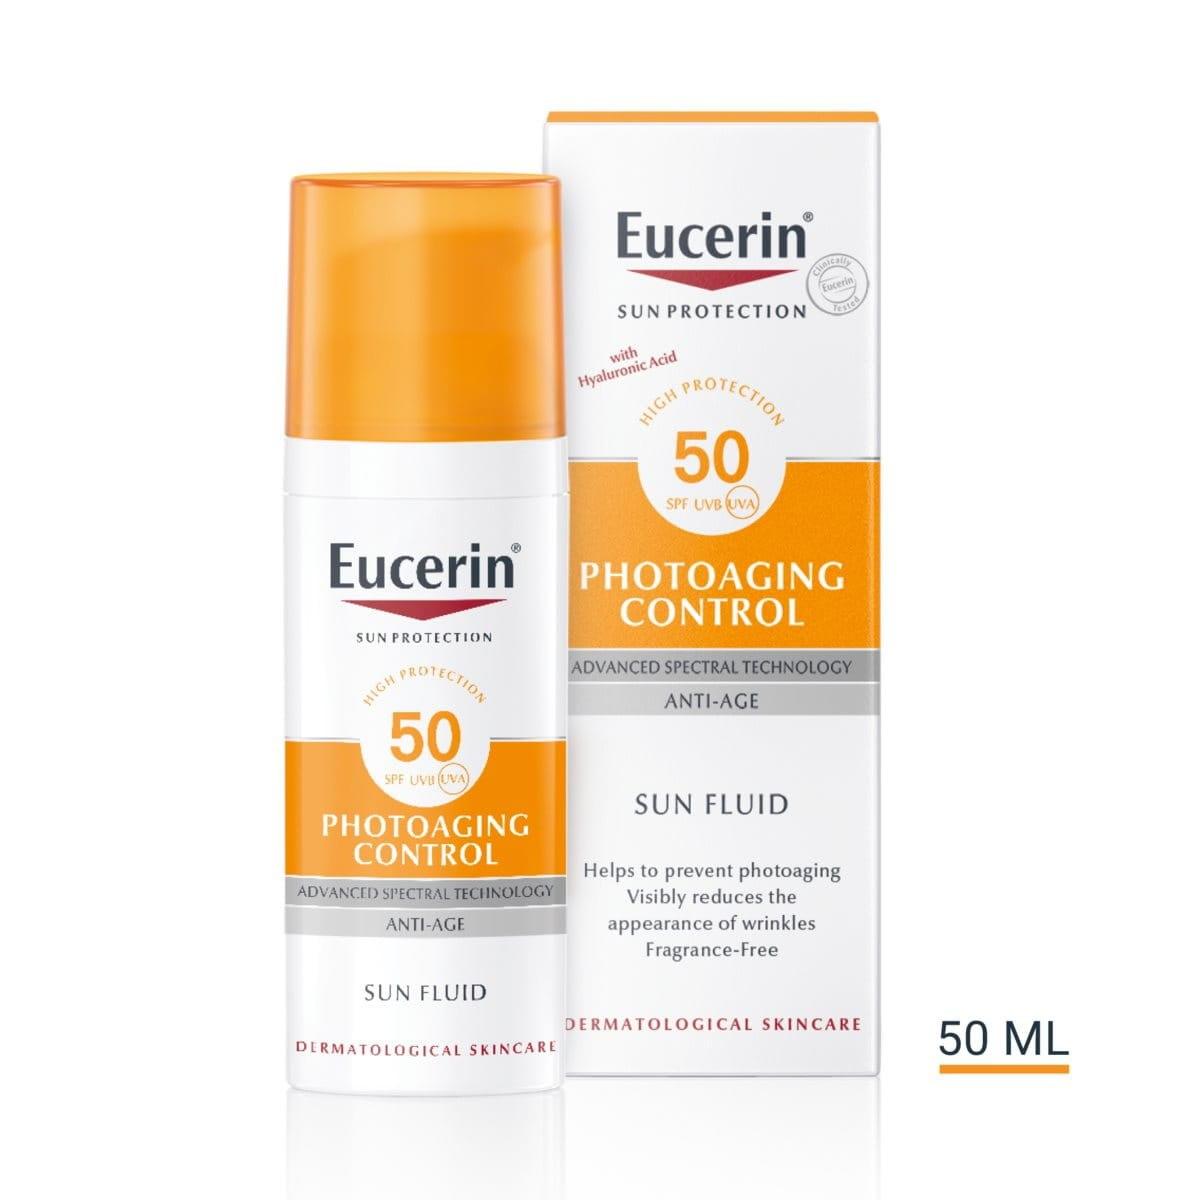 Eucerin®
SUN PROTECTION
Clinically
Eucerin
Tested
with
Hyaluronic Acid
HIGH PROTECTION
50
SPF UVB UVA
PHOTOAGING
CONTROL
ADVANCED SPECTRAL TECHNOLOGY
ANTI-AGE
SUN FLUID
Helps to prevent photoaging
Visibly reduces the
appearance of wrinkles
Fragrance-Free
DERMATOLOGICAL SKINCARE
Eucerin®
SUN PROTECTION
HIGH PROTECTION
50
SPF UVB UVA
PHOTOAGING
CONTROL
ADVANCED SPECTRAL TECHNOLOGY
ANTI-AGE
SUN FLUID
DERMATOLOGICAL SKINCARE
50 ML